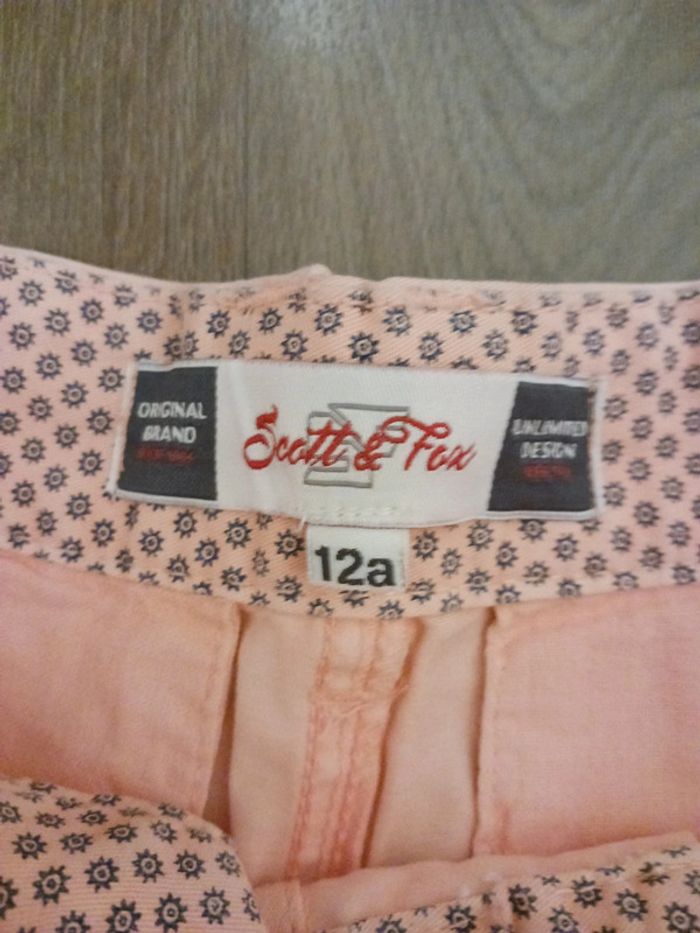 ORIGINAL
BRAND
Scott & Fox
UNLIMITED
DESIGN
12a